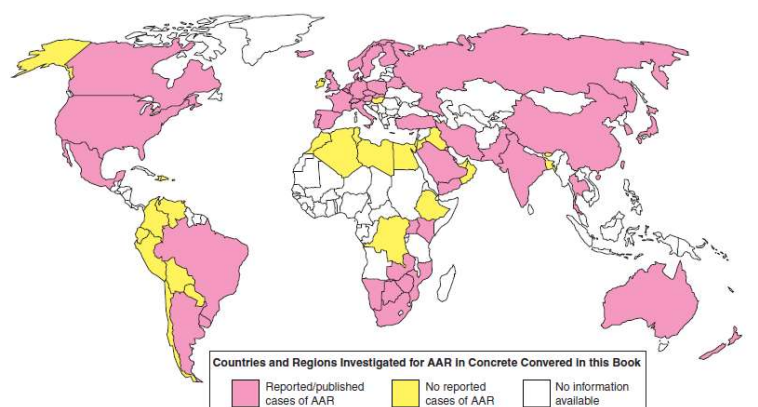 Countries and Regions Investigated for AAR in Concrete Convered in this Book
Reported/published
cases of AAR
No reported
cases of AAR
No information
available